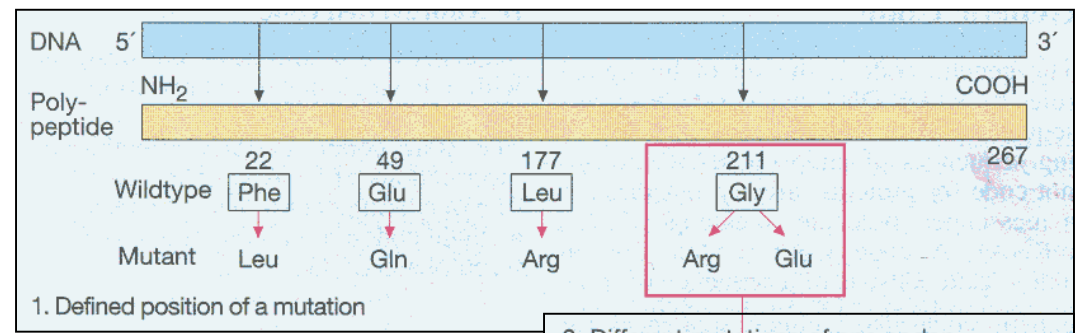 DNA 5´ 3´
NH2 COOH
Poly-
peptide
22 49 177 211 267
Wildtype Phe Glu Leu Gly
Mutant Leu Gln Arg Arg Glu
1. Defined position of a mutation